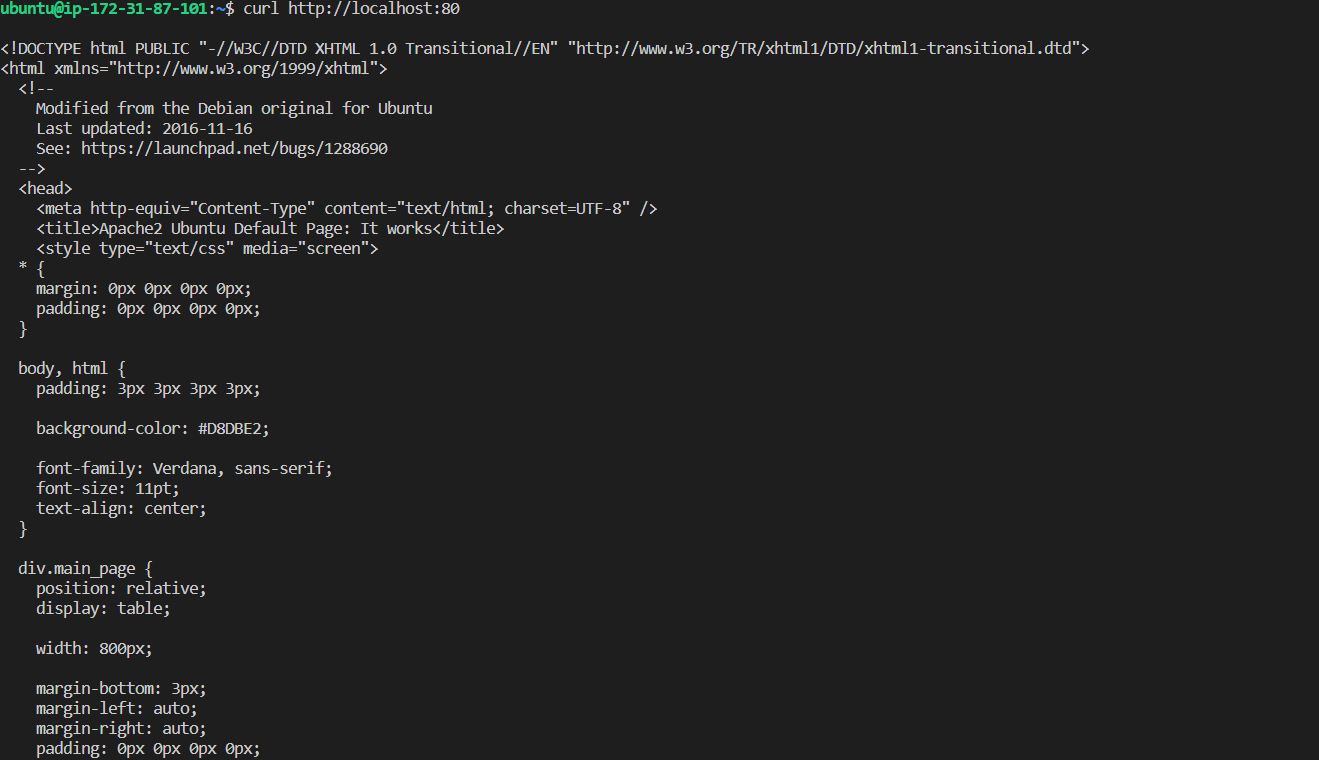 ubuntu@ip-172-31-87-101:~$ curl http://localhost:80

<!DOCTYPE html PUBLIC "-//W3C//DTD XHTML 1.0 Transitional//EN" "http://www.w3.org/TR/xhtml1/DTD/xhtml1-transitional.dtd">
<html xmlns="http://www.w3.org/1999/xhtml">
  <!--
    Modified from the Debian original for Ubuntu
    Last updated: 2016-11-16
    See: https://launchpad.net/bugs/1288690
  -->
  <head>
    <meta http-equiv="Content-Type" content="text/html; charset=UTF-8" />
    <title>Apache2 Ubuntu Default Page: It works</title>
    <style type="text/css" media="screen">
  * {
    margin: 0px 0px 0px 0px;
    padding: 0px 0px 0px 0px;
  }

  body, html {
    padding: 3px 3px 3px 3px;

    background-color: #D8DBE2;

    font-family: Verdana, sans-serif;
    font-size: 11pt;
    text-align: center;
  }

  div.main_page {
    position: relative;
    display: table;

    width: 800px;

    margin-bottom: 3px;
    margin-left: auto;
    margin-right: auto;
    padding: 0px 0px 0px 0px;